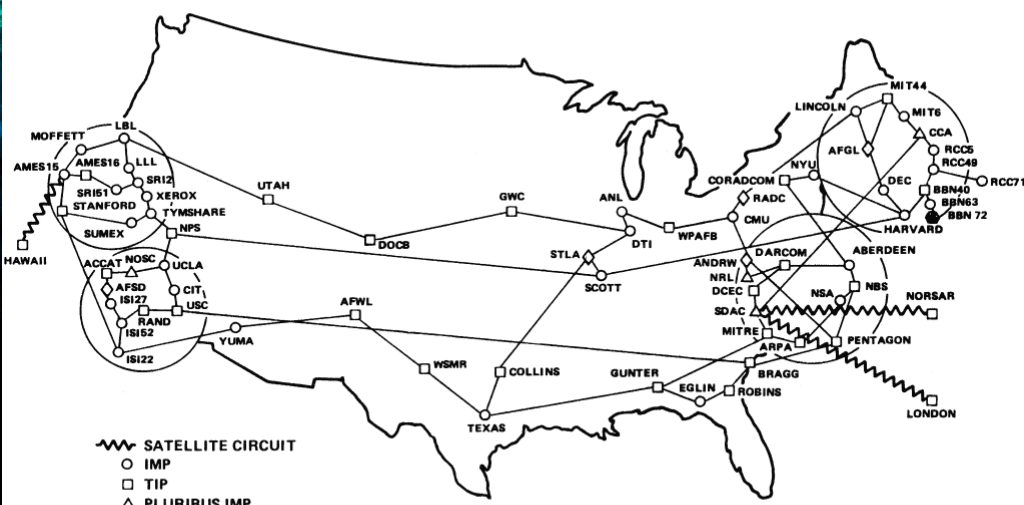 MIT44
LINCOLN
MIT6
LBL
MOFFETT
CCA
AFGL
RCC5
AMES16
LLL
NYU
RCC49
AMES15
SRI2
CORADCOM
RCC71
UTAH
DEC
SRI51
XEROX
RADC
BBN40
STANFORD
GWC
ANL
BBN63
TYMSHARE
CMU
BBN 72
SUMEX
NPS
WPAFB
HARVARD
DOCB
DTI
HAWAII
STLA
DARCOM
ABERDEEN
ACCAT
NOSC
UCLA
ANDRW
NRL
SCOTT
AFSD
CIT
DCEC
NSA
NBS
NORSAR
ISI27
USC
AFWL
SDAC
RAND
ISI52
MITRE
ARPA
YUMA
PENTAGON
ISI22
WSMR
COLLINS
GUNTER
BRAGG
EGLIN
ROBINS
LONDON
TEXAS
SATELLITE CIRCUIT
IMP
TIP
PLURIBUS IMP